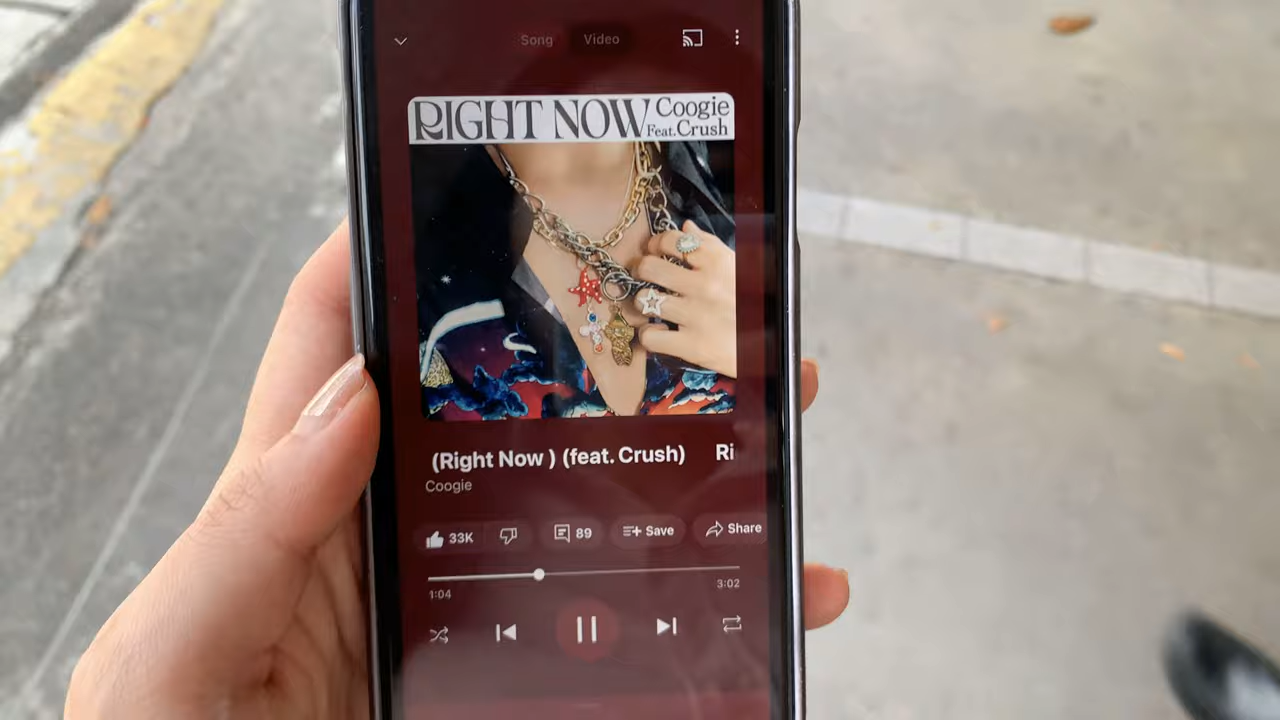 Song Video
RIGHT NOW Coogie
Feat. Crush
(Right Now ) (feat. Crush) Ri
Coogie
33K 89 Save Share
1:04 3:02